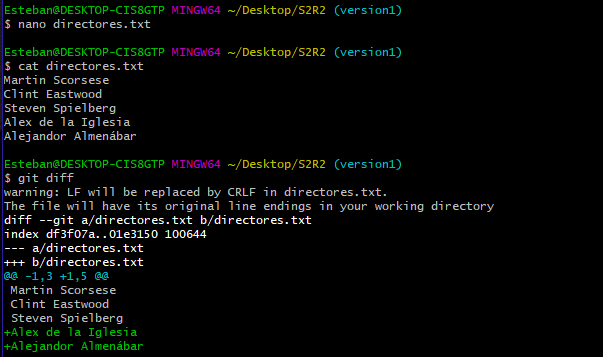 Esteban@DESKTOP-CIS8GTP MINGW64 ~/Desktop/S2R2 (version1)
$ nano directores.txt
Esteban@DESKTOP-CIS8GTP MINGW64 ~/Desktop/S2R2 (version1)
$ cat directores.txt
Martin Scorsese
Clint Eastwood
Steven Spielberg
Alex de la Iglesia
Alejandor Almenábar
Esteban@DESKTOP-CIS8GTP MINGW64 ~/Desktop/S2R2 (version1)
$ git diff
warning: LF will be replaced by CRLF in directores.txt.
The file will have its original line endings in your working directory
diff --git a/directores.txt b/directores.txt
index df3f07a..01e3150 100644
--- a/directores.txt
+++ b/directores.txt
@@ -1,3 +1,5 @@
 Martin Scorsese
 Clint Eastwood
 Steven Spielberg
+Alex de la Iglesia
+Alejandor Almenábar